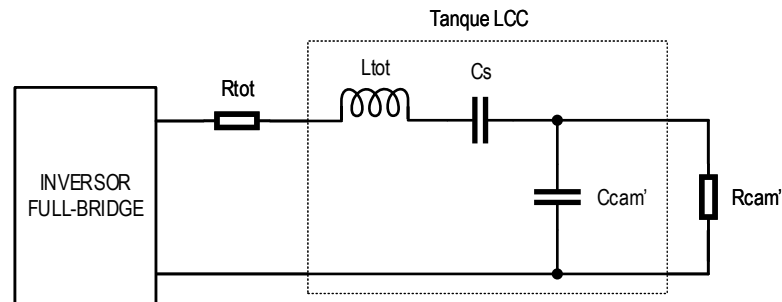 Tanque LCC
Ltot
Cs
Rtot
INVERSOR
FULL-BRIDGE
Ccam'
Rcam'